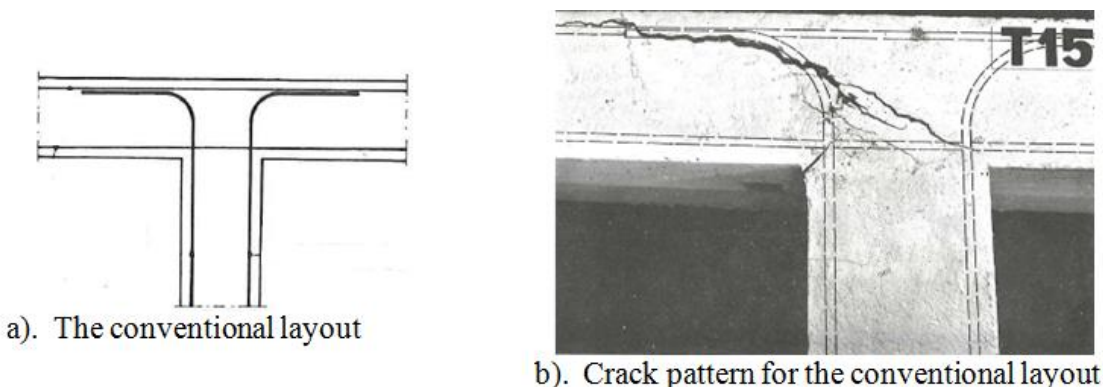 T15
a). The conventional layout
b). Crack pattern for the conventional layout